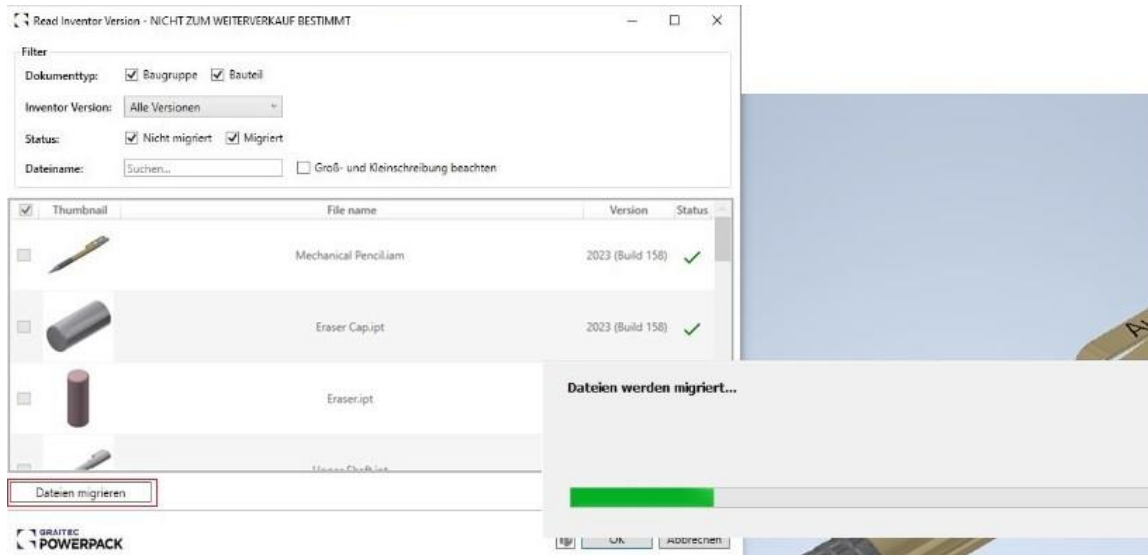 Read Inventor Version - NICHT ZUM WEITERVERKAUF BESTIMMT
Filter
Dokumenttyp: Baugruppe Bauteil
Inventor Version: Alle Versionen
Status: Nicht migriert Migriert
Dateiname: Suchen... Groß- und Kleinschreibung beachten
Thumbnail File name Version Status
Mechanical Pencil.iam 2023 (Build 158)
Eraser Cap.ipt 2023 (Build 158)
Eraser.ipt
Dateien werden migriert...
Dateien migrieren
GRAITEC
POWERPACK
OK Abbrechen